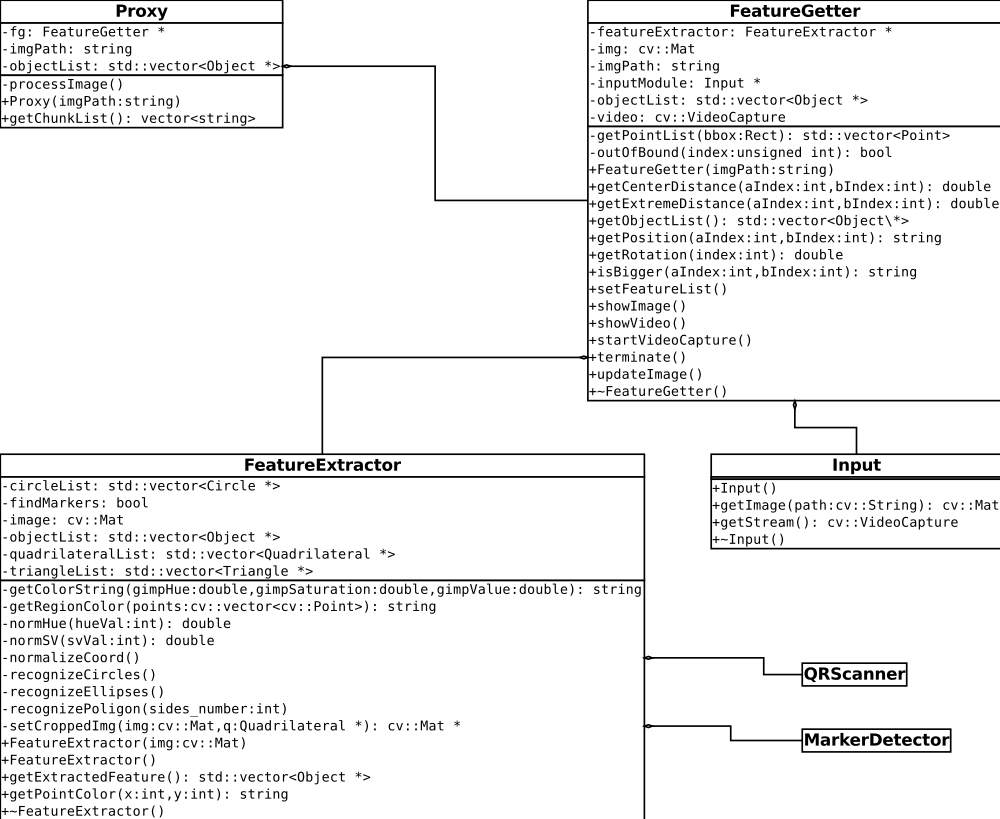 Proxy
-fg: FeatureGetter *
-imgPath: string
-objectList: std::vector<Object *>
-processImage()
+Proxy(imgPath:string)
+getChunkList(): vector<string>
FeatureGetter
-featureExtractor: FeatureExtractor *
-img: cv::Mat
-imgPath: string
-inputModule: Input *
-objectList: std::vector<Object *>
-video: cv::VideoCapture
-getPointList(bbox:Rect): std::vector<Point>
-outOfBound(index:unsigned int): bool
+FeatureGetter(imgPath:string)
+getCenterDistance(aIndex:int,bIndex:int): double
+getExtremeDistance(aIndex:int,bIndex:int): double
+getObjectList(): std::vector<Object\*>
+getPosition(aIndex:int,bIndex:int): string
+getRotation(index:int): double
+isBigger(aIndex:int,bIndex:int): string
+setFeatureList()
+showImage()
+showVideo()
+startVideoCapture()
+terminate()
+updateImage()
+~FeatureGetter()
FeatureExtractor
-circleList: std::vector<Circle *>
-findMarkers: bool
-image: cv::Mat
-objectList: std::vector<Object *>
-quadrilateralList: std::vector<Quadrilateral *>
-triangleList: std::vector<Triangle *>
-getColorString(gimpHue:double,gimpSaturation:double,gimpValue:double): string
-getRegionColor(points:cv::vector<cv::Point>): string
-normHue(hueVal:int): double
-normSV(svVal:int): double
-normalizeCoord()
-recognizeCircles()
-recognizeEllipses()
-recognizePoligon(sides_number:int)
-setCroppedImg(img:cv::Mat,q:Quadrilateral *): cv::Mat *
+FeatureExtractor(img:cv::Mat)
+FeatureExtractor()
+getExtractedFeature(): std::vector<Object *>
+getPointColor(x:int,y:int): string
+~FeatureExtractor()
Input
+Input()
+getImage(path:cv::String): cv::Mat
+getStream(): cv::VideoCapture
+~Input()
QRScanner
MarkerDetector